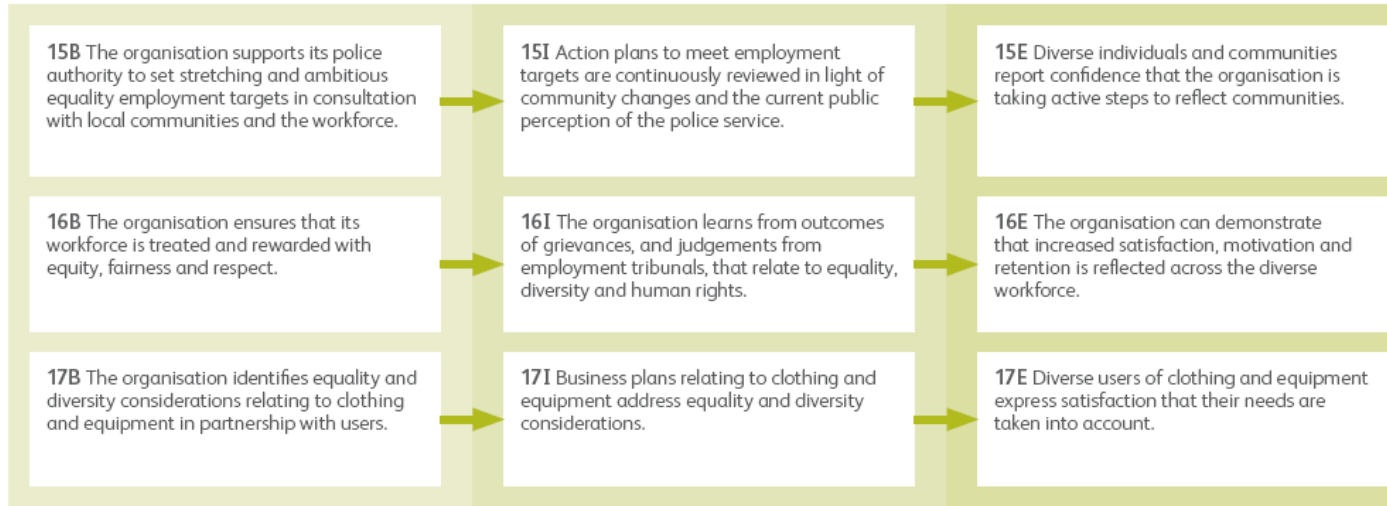 15B The organisation supports its police
authority to set stretching and ambitious
equality employment targets in consultation
with local communities and the workforce.
15I Action plans to meet employment
targets are continuously reviewed in light of
community changes and the current public
perception of the police service.
15E Diverse individuals and communities
report confidence that the organisation is
taking active steps to reflect communities.
16B The organisation ensures that its
workforce is treated and rewarded with
equity, fairness and respect.
16I The organisation learns from outcomes
of grievances, and judgements from
employment tribunals, that relate to equality,
diversity and human rights.
16E The organisation can demonstrate
that increased satisfaction, motivation and
retention is reflected across the diverse
workforce.
17B The organisation identifies equality and
diversity considerations relating to clothing
and equipment in partnership with users.
17I Business plans relating to clothing and
equipment address equality and diversity
considerations.
17E Diverse users of clothing and equipment
express satisfaction that their needs are
taken into account.